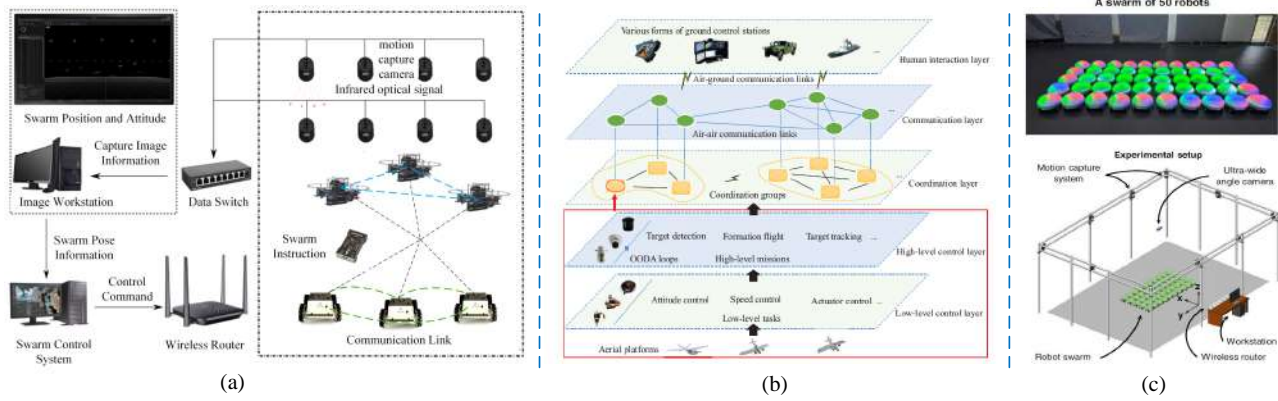 motion
capture
camera
Infrared optical signal
Swarm Position and Attitude
Capture Image
Information
Image Workstation
Data Switch
Swarm Pose
Information
Swarm
Instruction
Control
Command
Swarm Control
System
Wireless Router
Communication Link
(a)
Various forms of ground control stations
...
Human interaction layer
Air-ground communication links
...
Communication layer
Air-air communication links
...
Coordination layer
Coordination groups
Target detection
Formation flight
Target tracking
...
High-level control layer
OODA loops
High-level missions
Attitude control
Speed control
Actuator control
...
Low-level control layer
Low-level tasks
Aerial platforms
...
(b)
A swarm of 50 robots
Experimental setup
Motion capture
system
Ultra-wide
angle camera
z
x
y
Robot swarm
Workstation
Wireless router
(c)